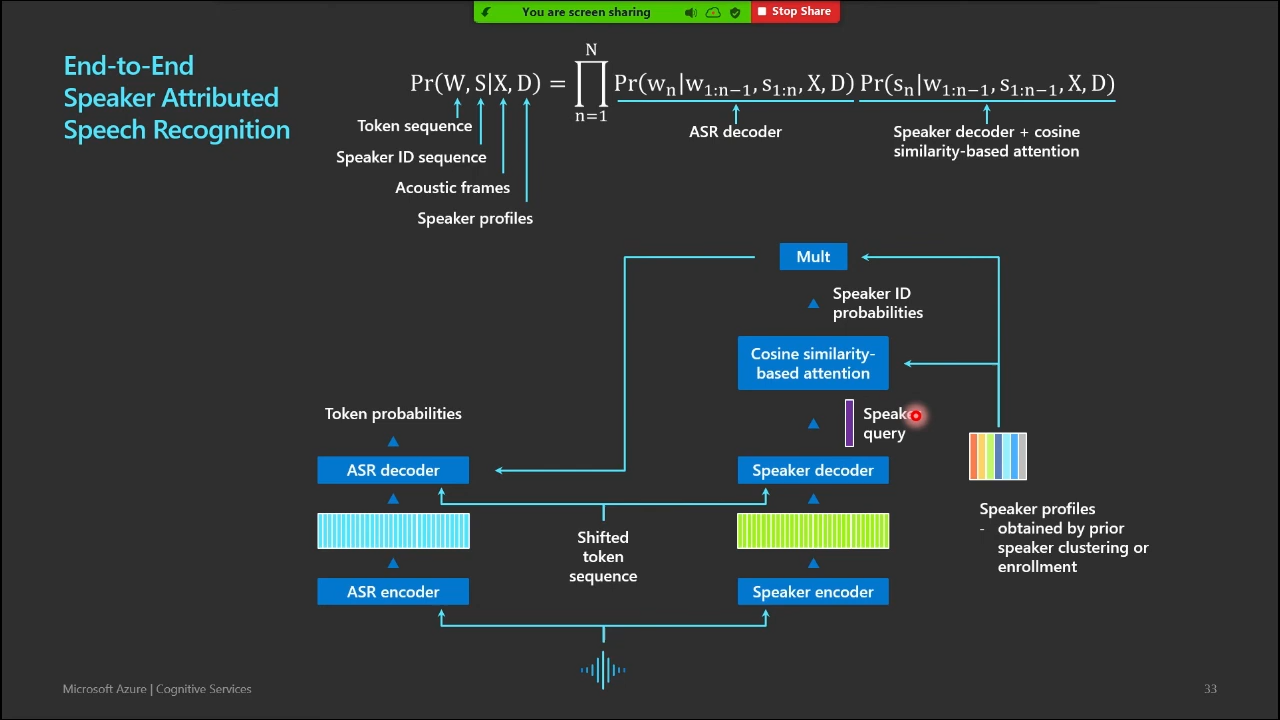 You are screen sharing
Stop Share
End-to-End
Speaker Attributed
Speech Recognition
Pr(W, S|X, D) = ∏ Pr(wₙ|w₁:ₙ₋₁, s₁:ₙ, X, D) Pr(sₙ|w₁:ₙ₋₁, s₁:ₙ₋₁, X, D)
N
n=1
Token sequence
Speaker ID sequence
Acoustic frames
Speaker profiles
ASR decoder
Speaker decoder + cosine
similarity-based attention
Mult
Speaker ID
probabilities
Cosine similarity-
based attention
Speaker
query
Token probabilities
ASR decoder
Speaker decoder
Shifted
token
sequence
Speaker profiles
- obtained by prior
speaker clustering or
enrollment
ASR encoder
Speaker encoder
Microsoft Azure | Cognitive Services
33